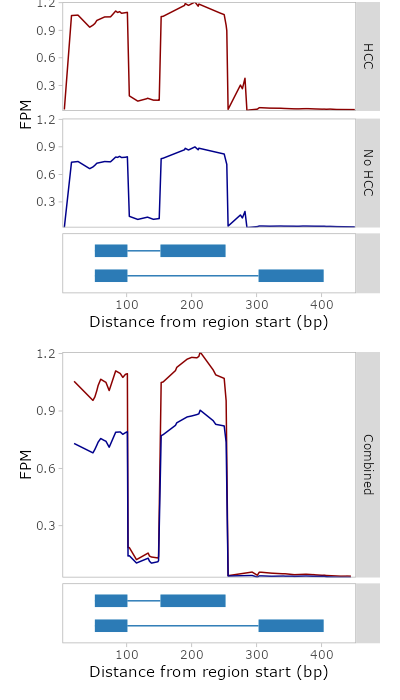 1.2
0.9
0.6
0.3
HCC
FPM
1.2
0.9
0.6
0.3
No HCC
100 200 300 400
Distance from region start (bp)
1.2
0.9
0.6
0.3
FPM
Combined
100 200 300 400
Distance from region start (bp)